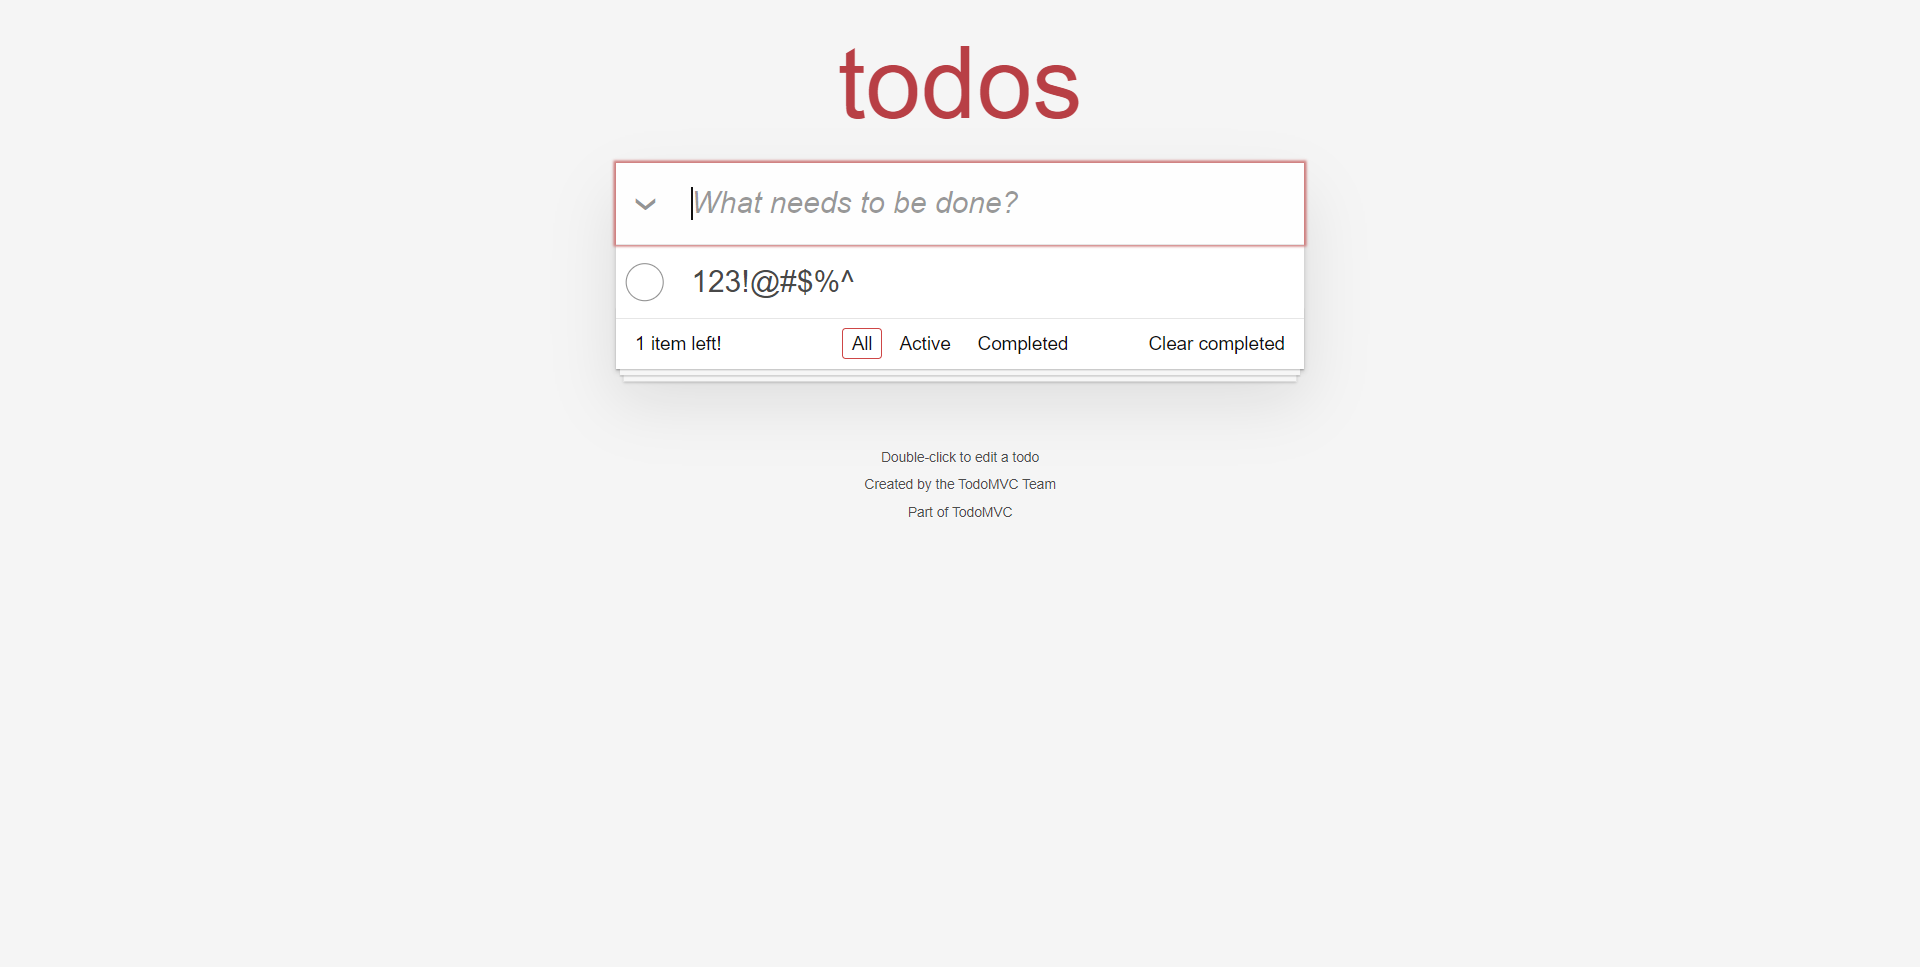 todos
What needs to be done?
123!@#$%^
1 item left!
All Active Completed Clear completed
Double-click to edit a todo
Created by the TodoMVC Team
Part of TodoMVC